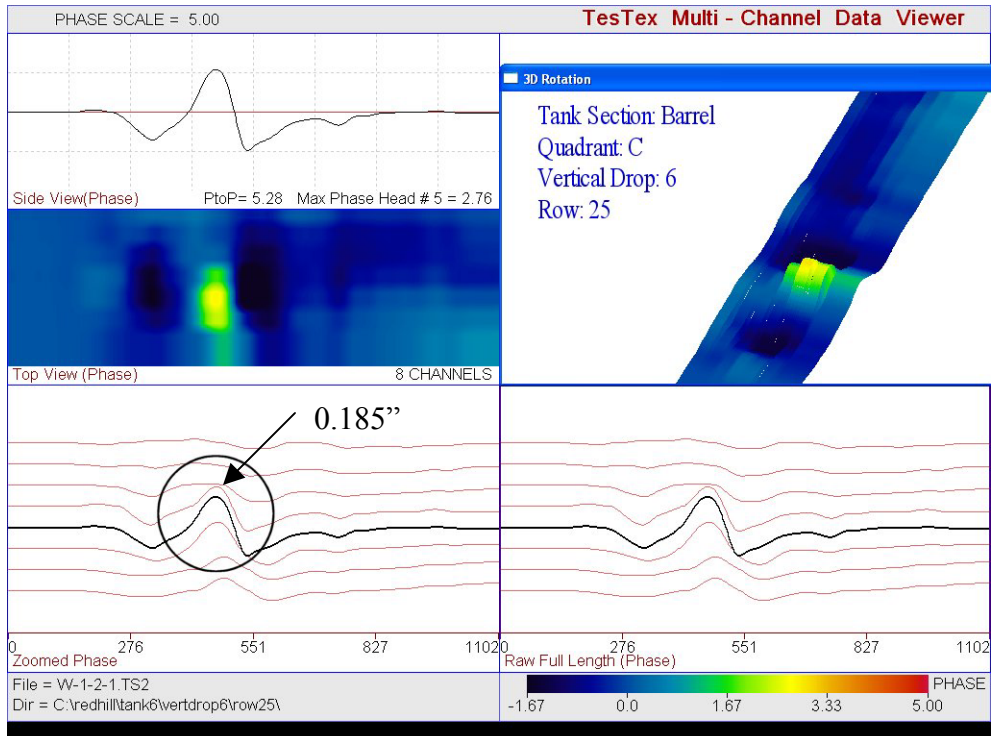 PHASE SCALE = 5.00
TesTex Multi - Channel Data Viewer
Side View(Phase) PtoP= 5.28 Max Phase Head # 5 = 2.76
3D Rotation
Tank Section: Barrel
Quadrant: C
Vertical Drop: 6
Row: 25
Top View (Phase) 8 CHANNELS
0.185”
0 276 551 827 1102
Zoomed Phase
0 276 551 827 1102
Raw Full Length (Phase)
File = W-1-2-1.TS2
Dir = C:\redhill\tank6\vertdrop6\row25\
PHASE
-1.67 0.0 1.67 3.33 5.00